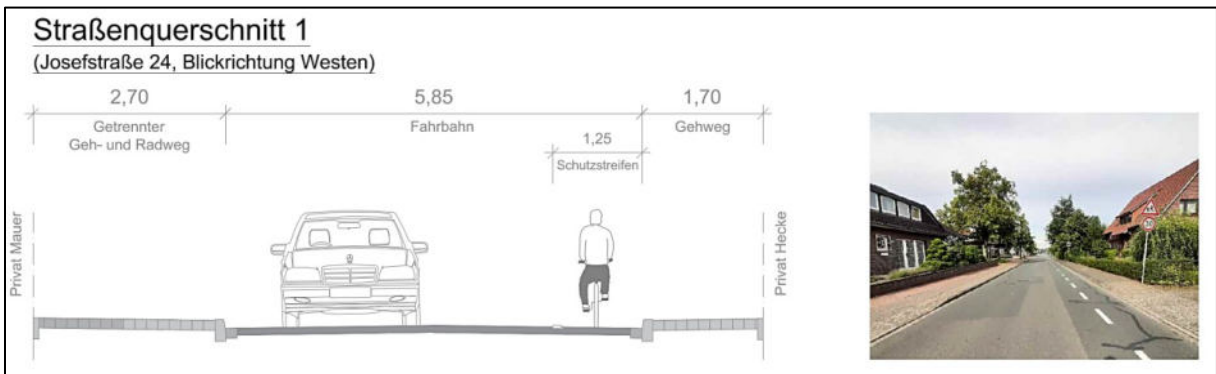 Straßenquerschnitt 1
(Josefstraße 24, Blickrichtung Westen)
2,70
5,85
1,70
Getrennter
Geh- und Radweg
Fahrbahn
Gehweg
1,25
Schutzstreifen
Privat Mauer
Privat Hecke